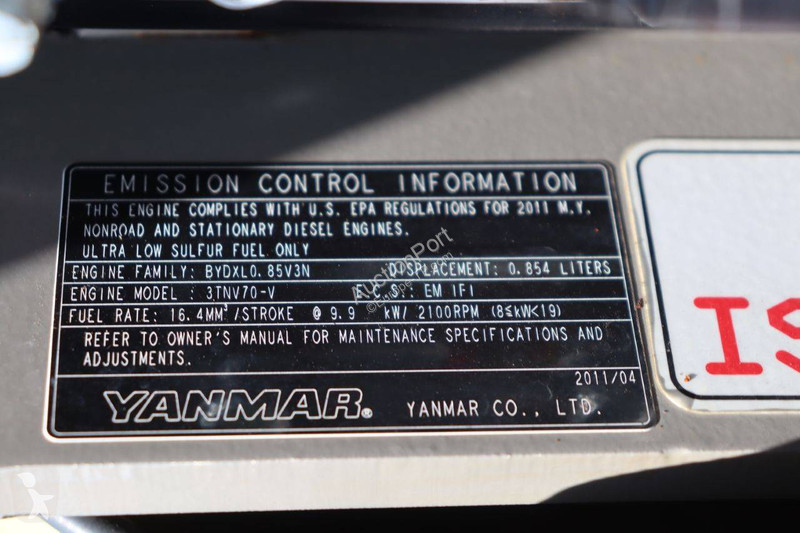 EMISSION CONTROL INFORMATION
THIS ENGINE COMPLIES WITH U.S. EPA REGULATIONS FOR 2011 M.Y.
NONROAD AND STATIONARY DIESEL ENGINES.
ULTRA LOW SULFUR FUEL ONLY
ENGINE FAMILY: BYDXL0.85V3N DISPLACEMENT: 0.854 LITERS
ENGINE MODEL : 3TNV70-V E.C.S.: EM IFI
FUEL RATE: 16.4MM³/STROKE @ 9.9 kW/ 2100RPM (8≤kW<19)
REFER TO OWNER'S MANUAL FOR MAINTENANCE SPECIFICATIONS AND
ADJUSTMENTS.
2011/04
YANMAR® YANMAR CO., LTD.
AuctionPort